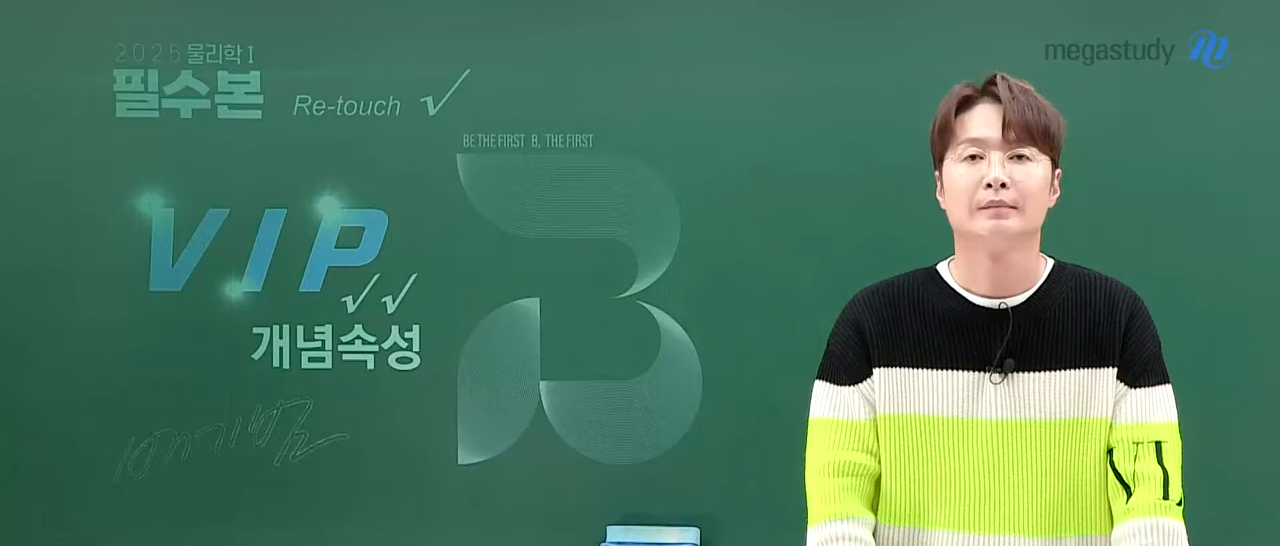 2025 물리학 I
필수본
Re-touch
megastudy
BE THE FIRST B, THE FIRST
VIP
개념속성